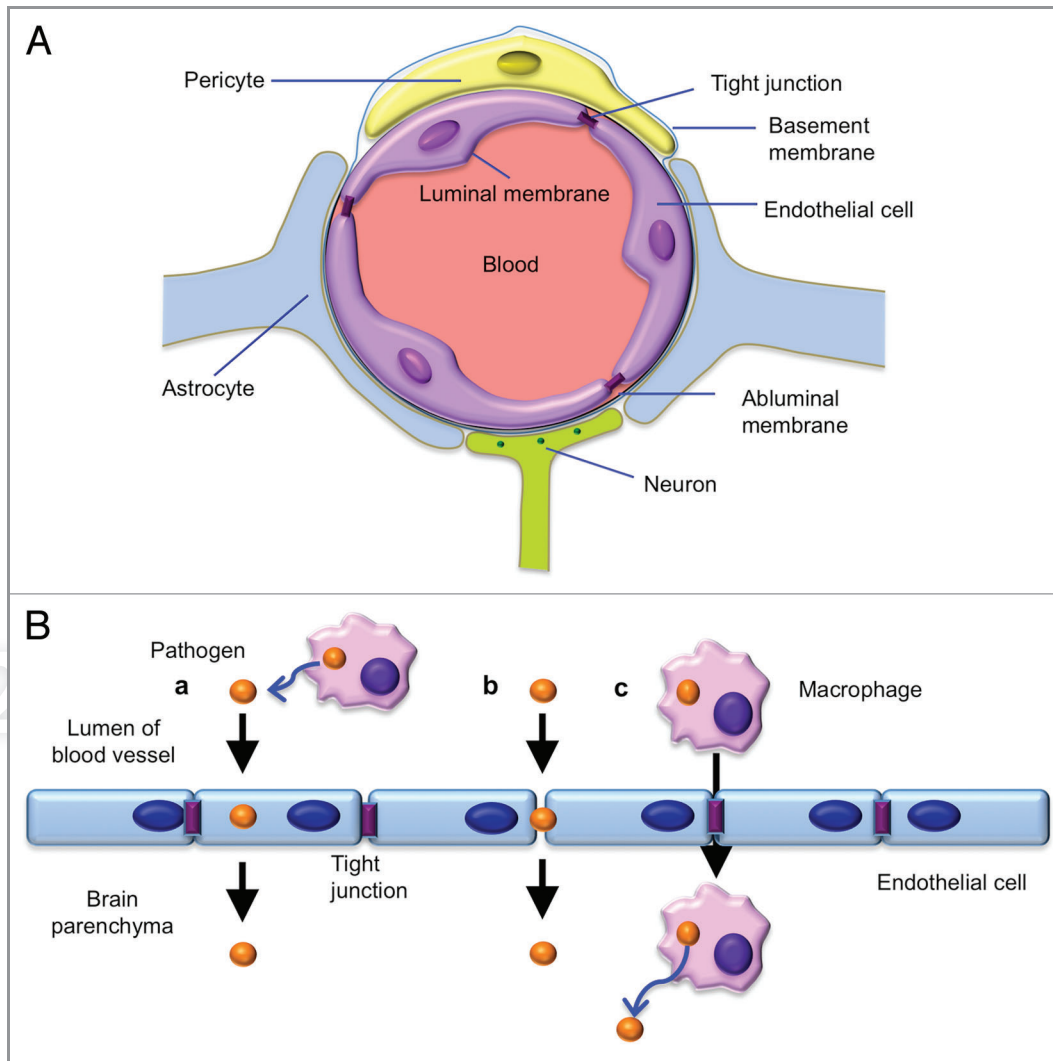 A
Pericyte
Tight junction
Basement
membrane
Luminal membrane
Endothelial cell
Blood
Astrocyte
Abluminal
membrane
Neuron
B
Pathogen
a
b
c
Macrophage
Lumen of
blood vessel
Tight
junction
Endothelial cell
Brain
parenchyma